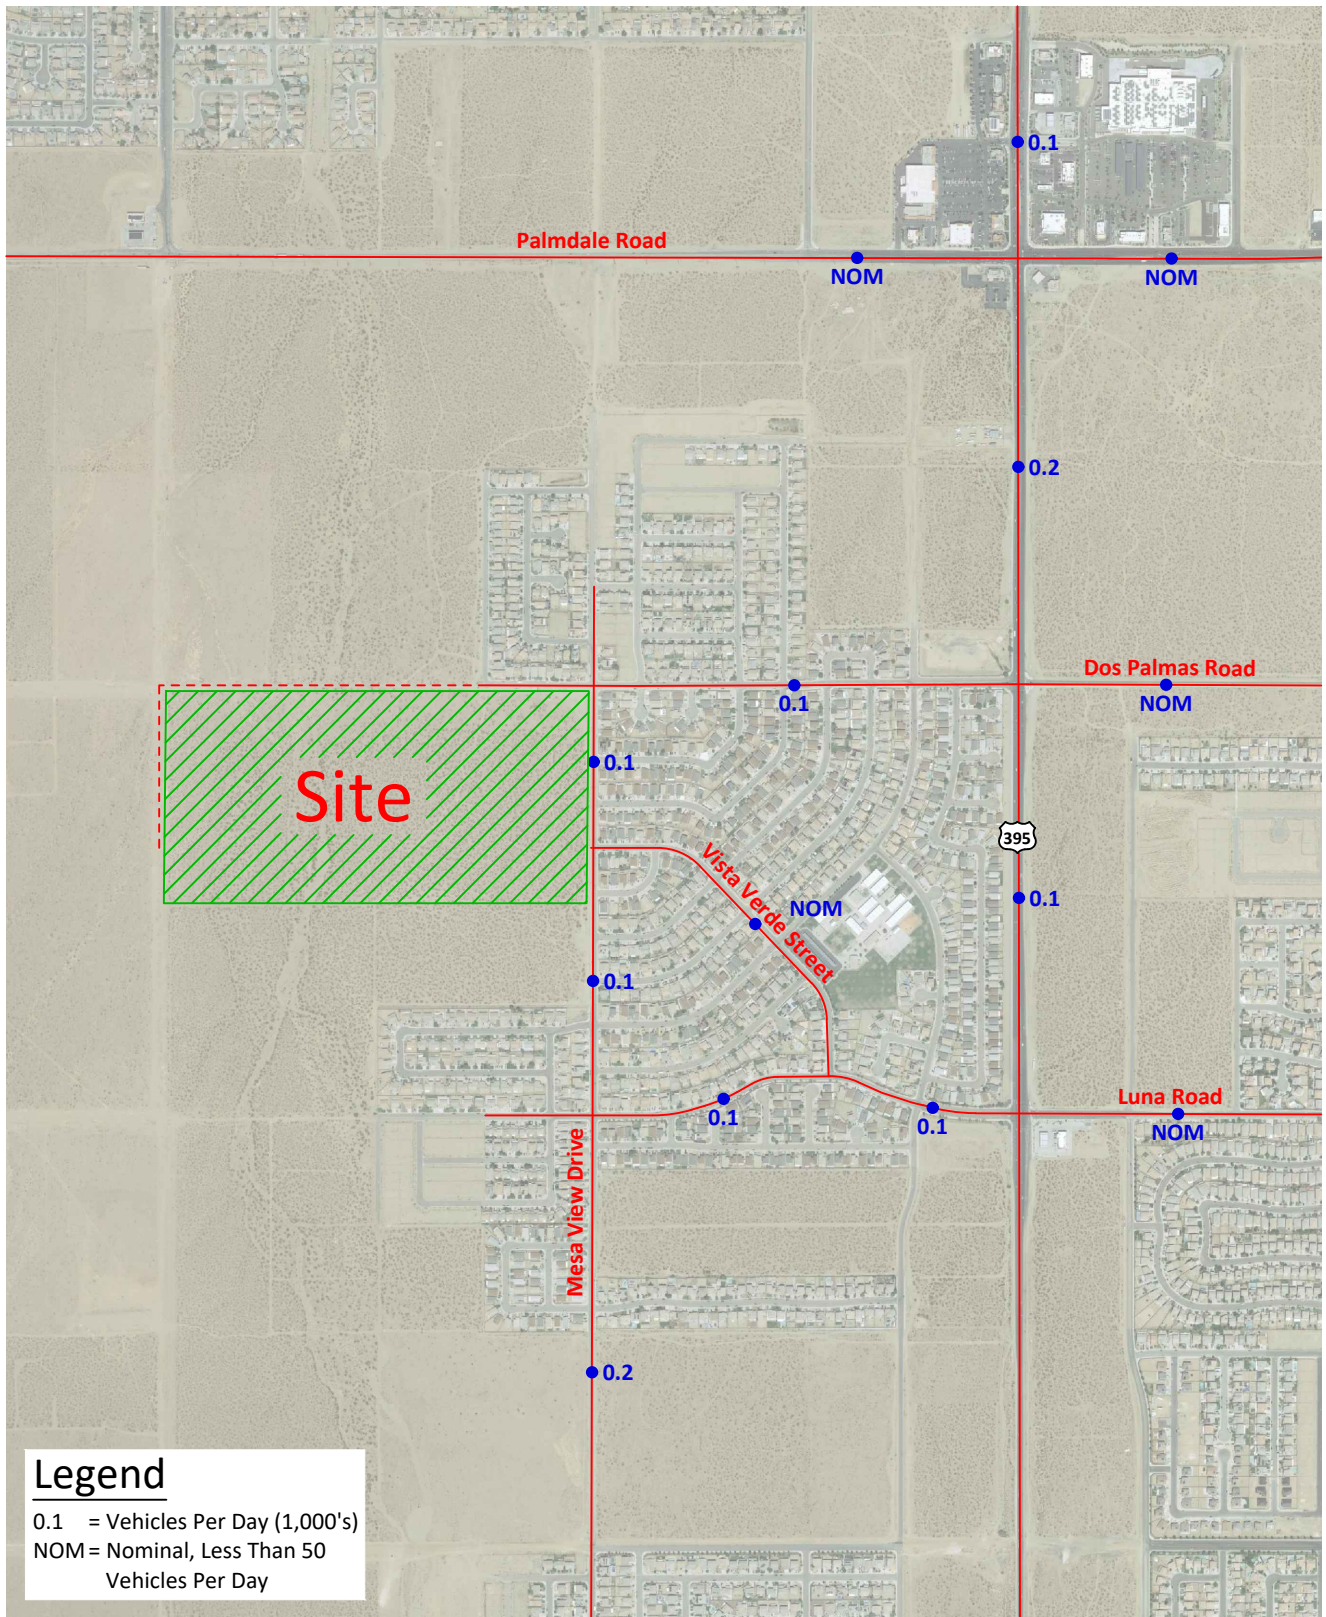 0.1
Palmdale Road
NOM
NOM
0.2
Dos Palmas Road
0.1
NOM
0.1
Site
395
Vista Verde Street
NOM
0.1
0.1
Luna Road
0.1
0.1
NOM
Mesa View Drive
0.2
Legend
0.1 = Vehicles Per Day (1,000's)
NOM = Nominal, Less Than 50
Vehicles Per Day